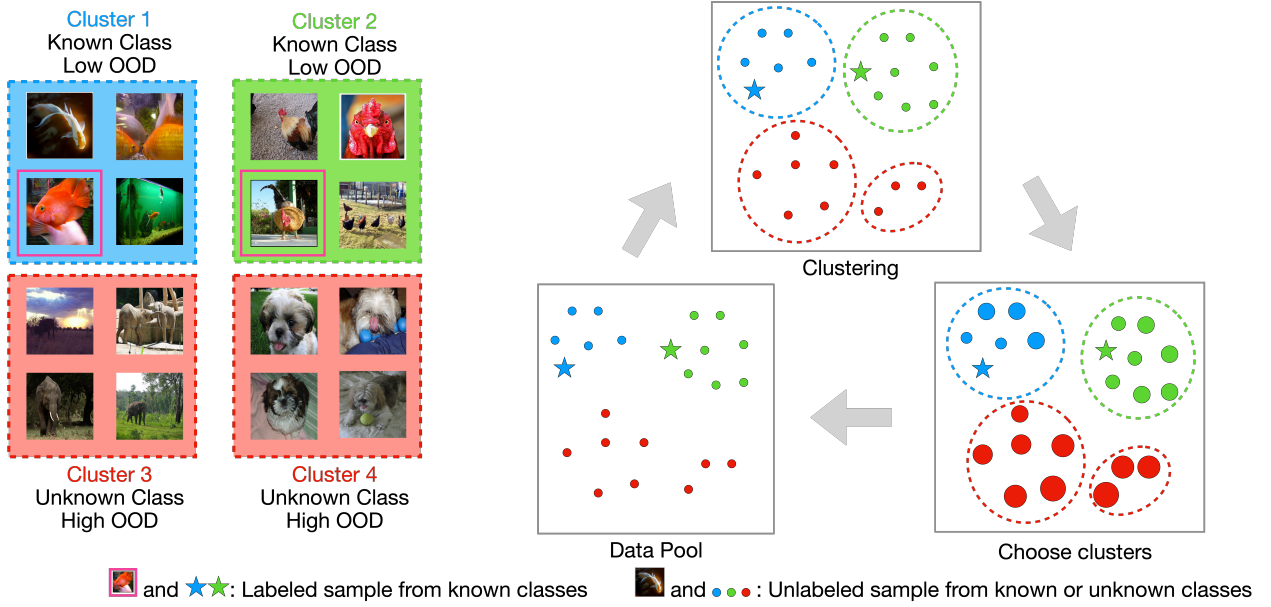 Cluster 1
Known Class
Low OOD
Cluster 2
Known Class
Low OOD
Cluster 3
Unknown Class
High OOD
Cluster 4
Unknown Class
High OOD
Clustering
Data Pool
Choose clusters
and : Labeled sample from known classes
and : Unlabeled sample from known or unknown classes